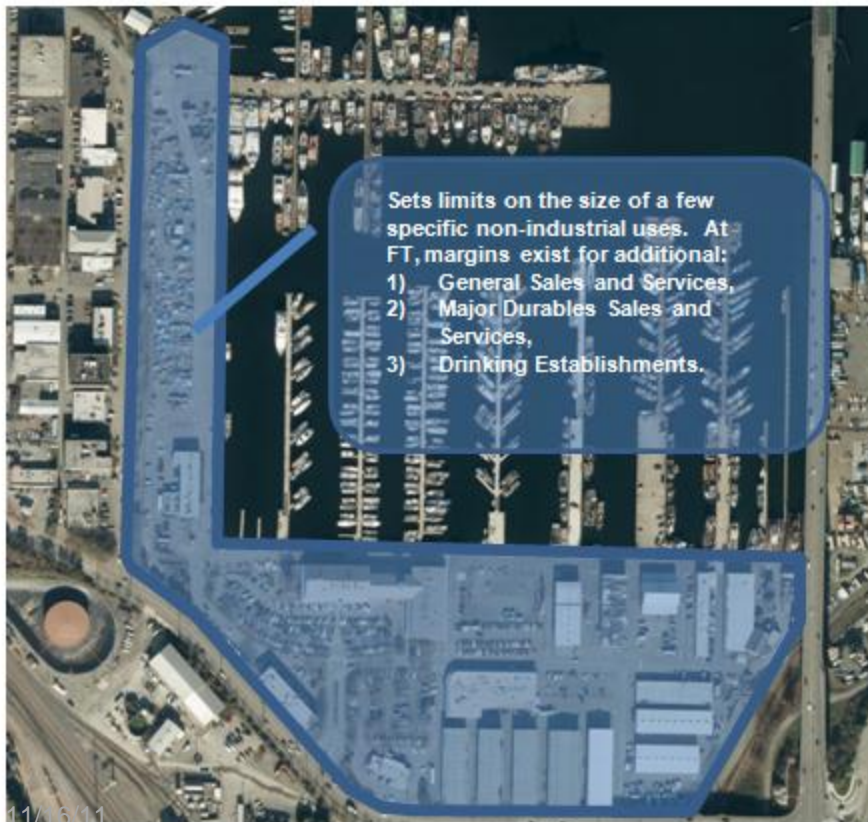 Sets limits on the size of a few
specific non-industrial uses. At
FT, margins exist for additional:
1) General Sales and Services,
2) Major Durables Sales and
Services,
3) Drinking Establishments.